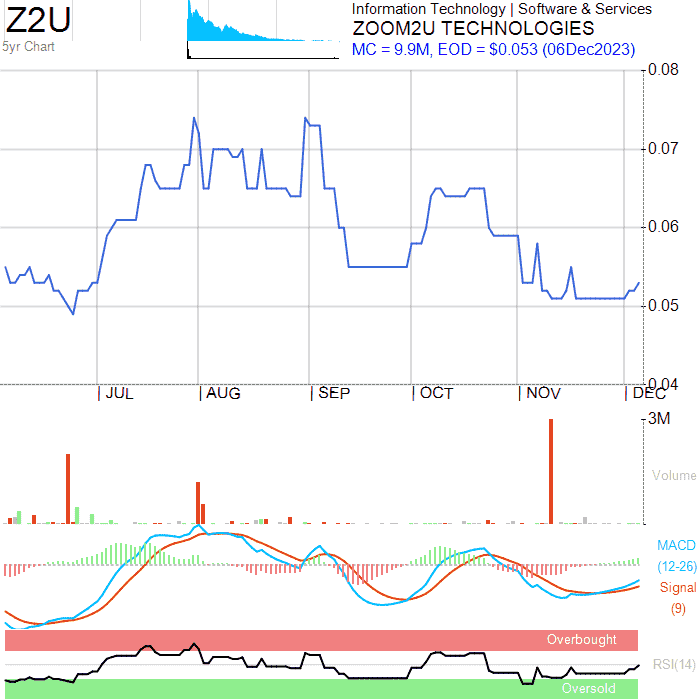 Z2U
5yr Chart
Information Technology | Software & Services
ZOOM2U TECHNOLOGIES
MC = 9.9M, EOD = $0.053 (06Dec2023)
0.08
0.07
0.06
0.05
0.04
JUL AUG SEP OCT NOV DEC
3M
Volume
MACD
(12-26)
Signal
(9)
Overbought
RSI(14)
Oversold